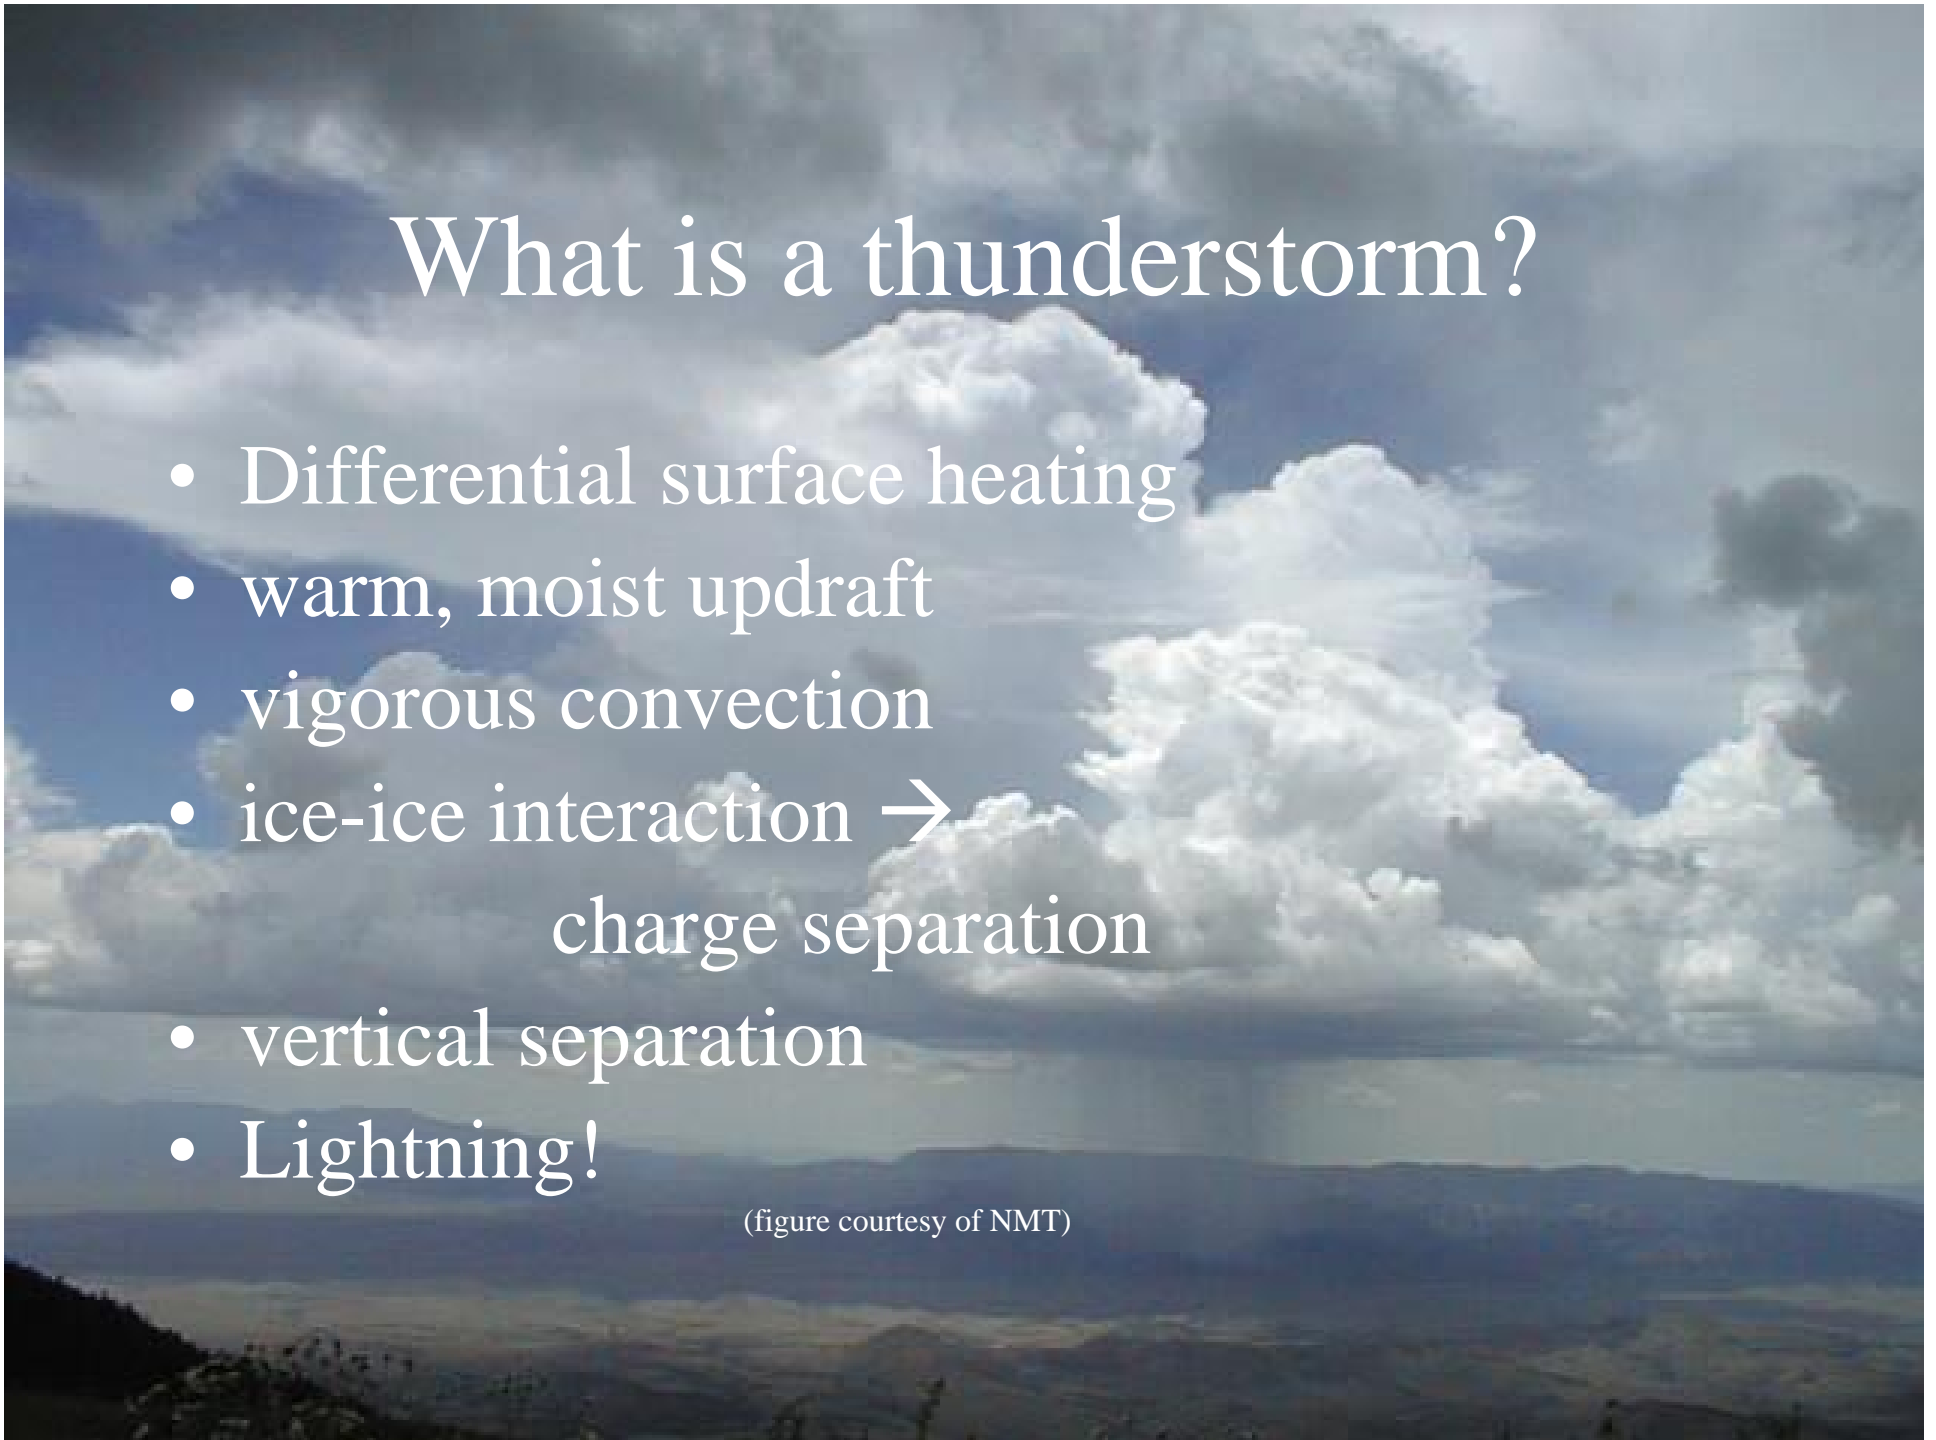 What is a thunderstorm?
• Differential surface heating
• warm, moist updraft
• vigorous convection
• ice-ice interaction →
charge separation
• vertical separation
• Lightning!
(figure courtesy of NMT)